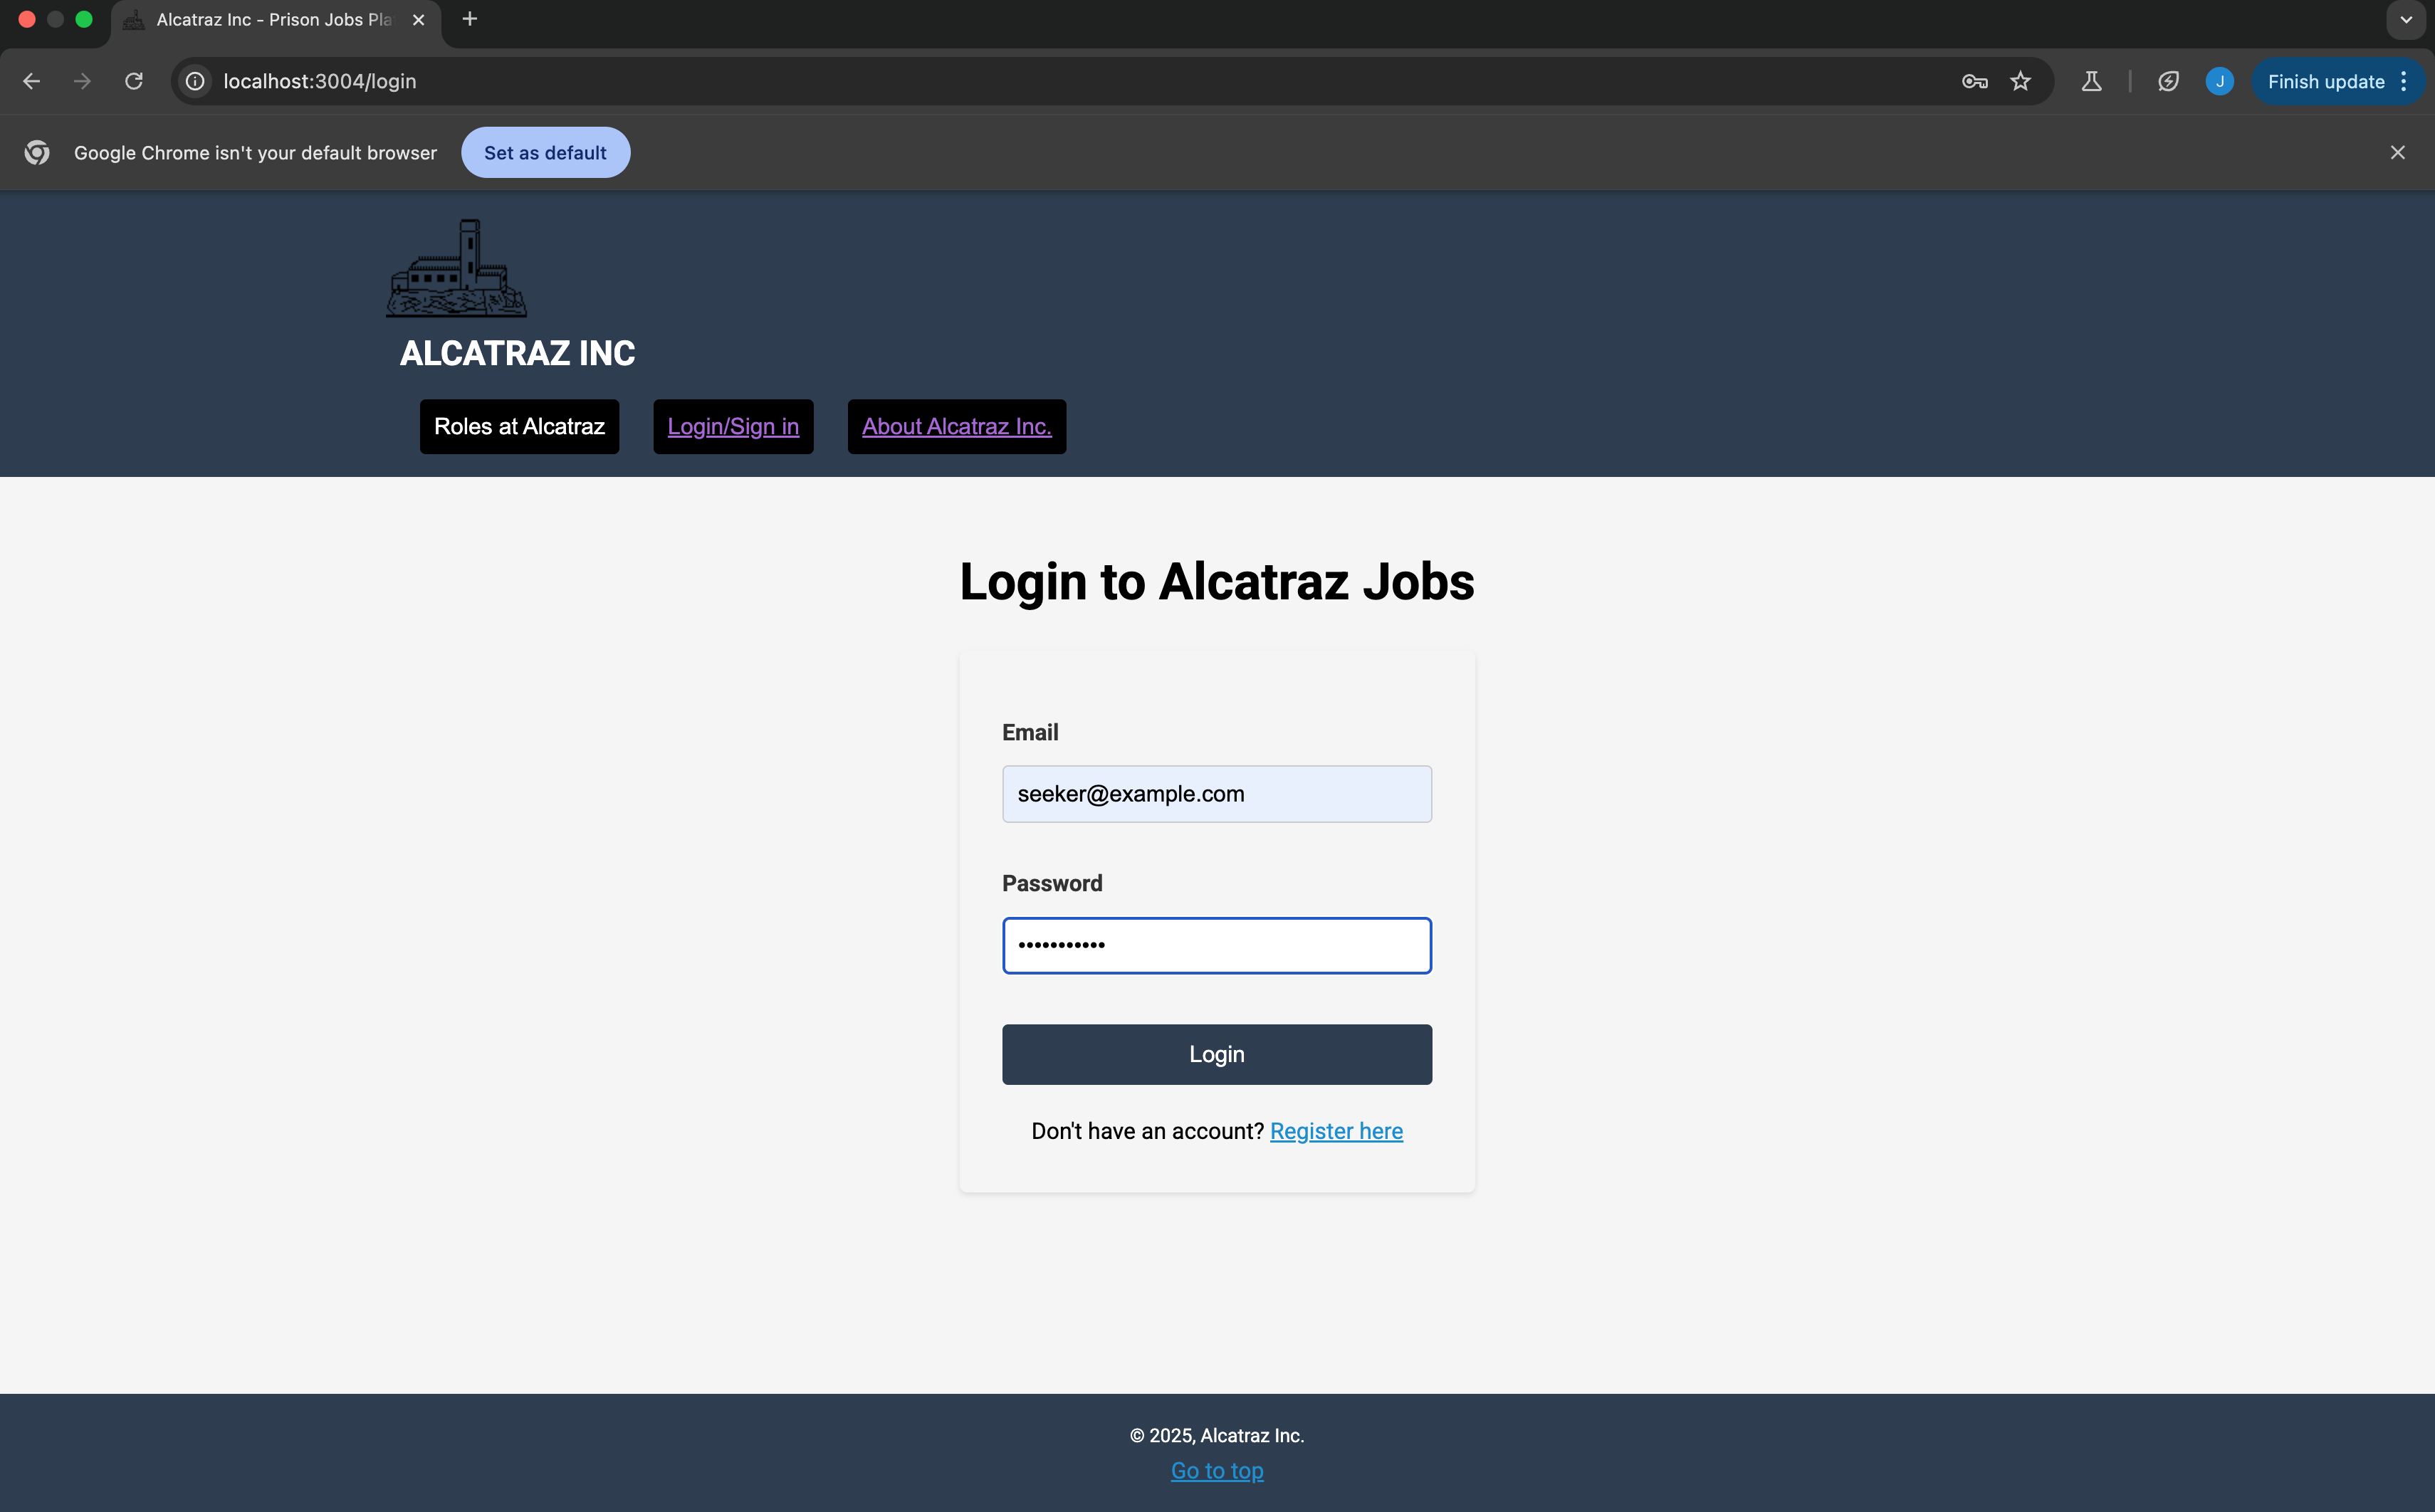 Alcatraz Inc - Prison Jobs Pla
localhost:3004/login
J
Finish update
Google Chrome isn't your default browser
Set as default
ALCATRAZ INC
Roles at Alcatraz
Login/Sign in
About Alcatraz Inc.
Login to Alcatraz Jobs
Email
seeker@example.com
Password
•••••••••••
Login
Don't have an account? Register here
© 2025, Alcatraz Inc.
Go to top